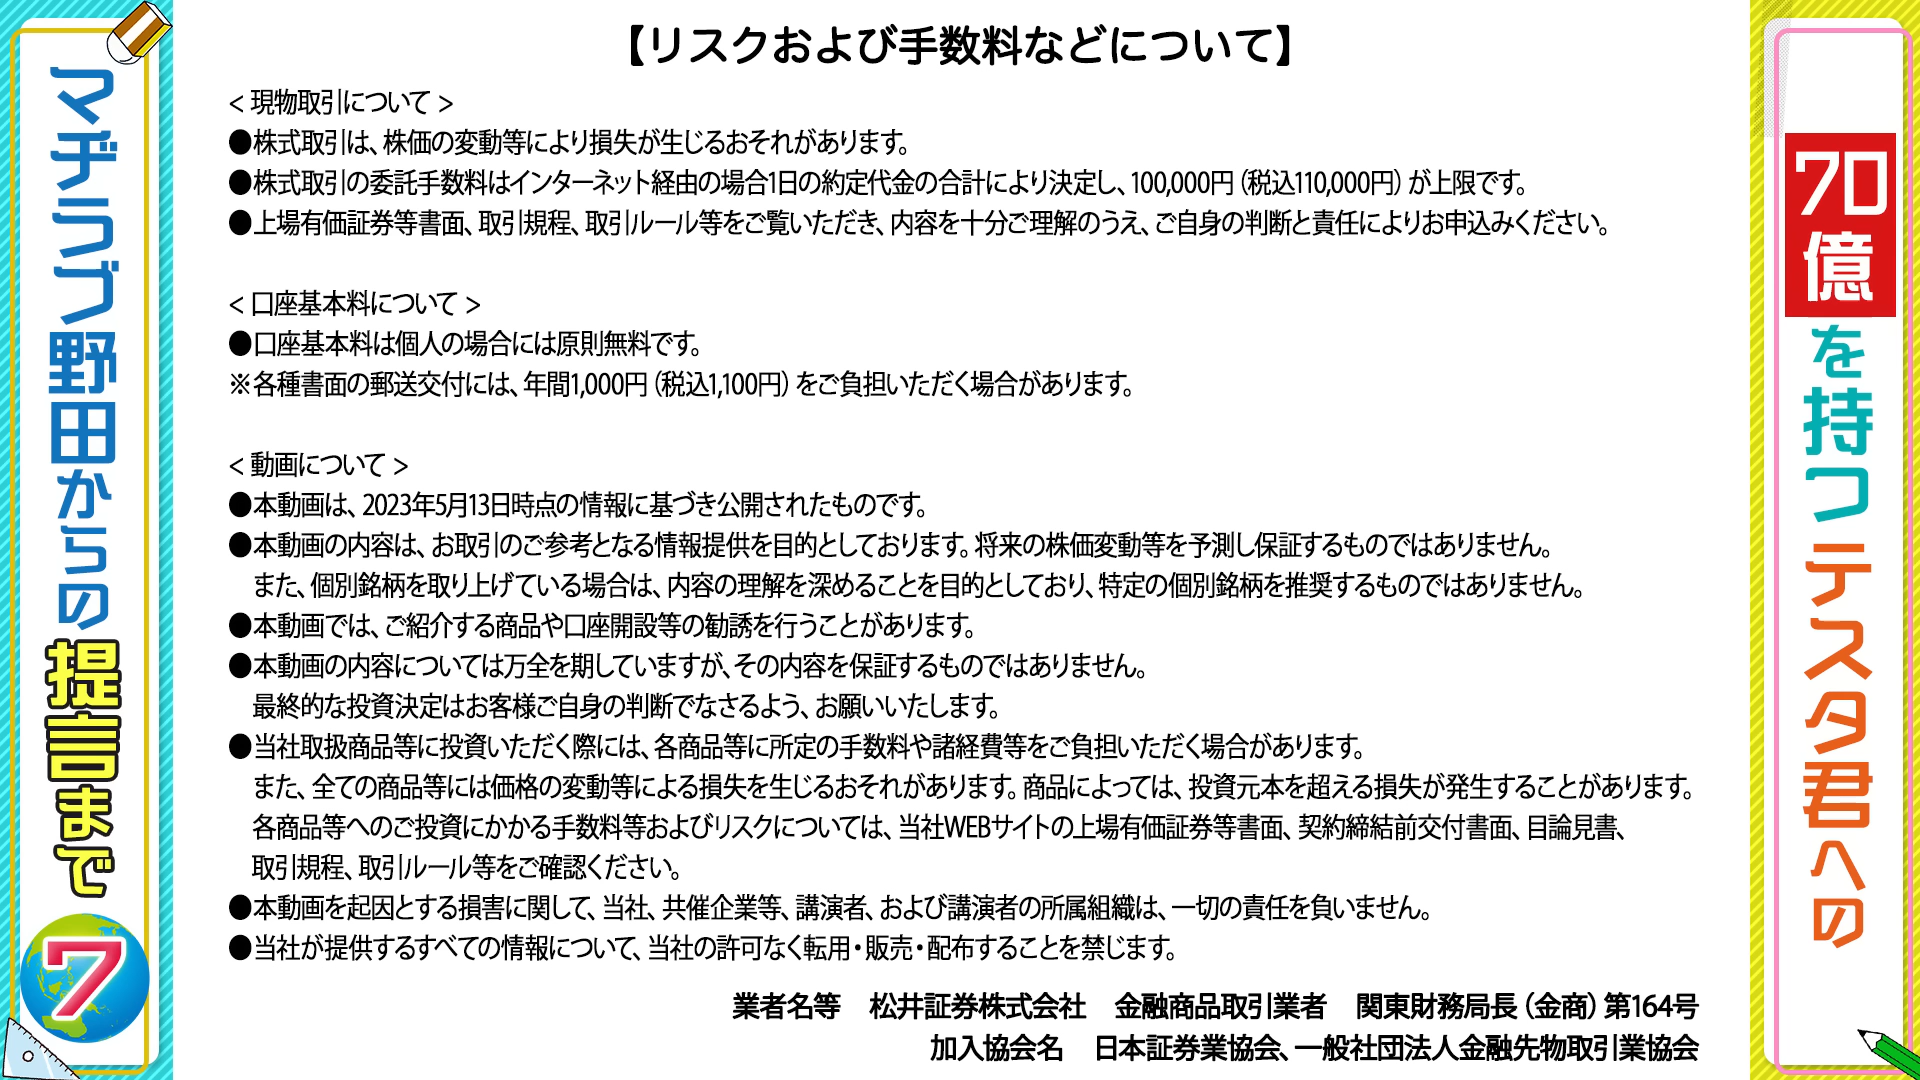 【リスクおよび手数料などについて】
< 現物取引について >
●株式取引は、株価の変動等により損失が生じるおそれがあります。
●株式取引の委託手数料はインターネット経由の場合1日の約定代金の合計により決定し、100,000円（税込110,000円）が上限です。
●上場有価証券等書面、取引規程、取引ルール等をご覧いただき、内容を十分ご理解のうえ、ご自身の判断と責任によりお申込みください。
< 口座基本料について >
●口座基本料は個人の場合には原則無料です。
※各種書面の郵送交付には、年間1,000円（税込1,100円）をご負担いただく場合があります。
< 動画について >
●本動画は、2023年5月13日時点の情報に基づき公開されたものです。
●本動画の内容は、お取引のご参考となる情報提供を目的としております。将来の株価変動等を予測し保証するものではありません。
また、個別銘柄を取り上げている場合は、内容の理解を深めることを目的としており、特定の個別銘柄を推奨するものではありません。
●本動画では、ご紹介する商品や口座開設等の勧誘を行うことがあります。
●本動画の内容については万全を期していますが、その内容を保証するものではありません。
最終的な投資決定はお客様ご自身の判断でなさるよう、お願いいたします。
●当社取扱商品等に投資いただく際には、各商品等に所定の手数料や諸経費等をご負担いただく場合があります。
また、全ての商品等には価格の変動等による損失を生じるおそれがあります。商品によっては、投資元本を超える損失が発生することがあります。
各商品等へのご投資にかかる手数料等およびリスクについては、当社WEBサイトの上場有価証券等書面、契約締結前交付書面、目論見書、
取引規程、取引ルール等をご確認ください。
●本動画を起因とする損害に関して、当社、共催企業等、講演者、および講演者の所属組織は、一切の責任を負いません。
●当社が提供するすべての情報について、当社の許可なく転用・販売・配布することを禁じます。
業者名等　松井証券株式会社　金融商品取引業者　関東財務局長（金商）第164号
加入協会名　日本証券業協会、一般社団法人金融先物取引業協会
70億を持つテスタ君への
マヂラブ野田からの提言まで
7